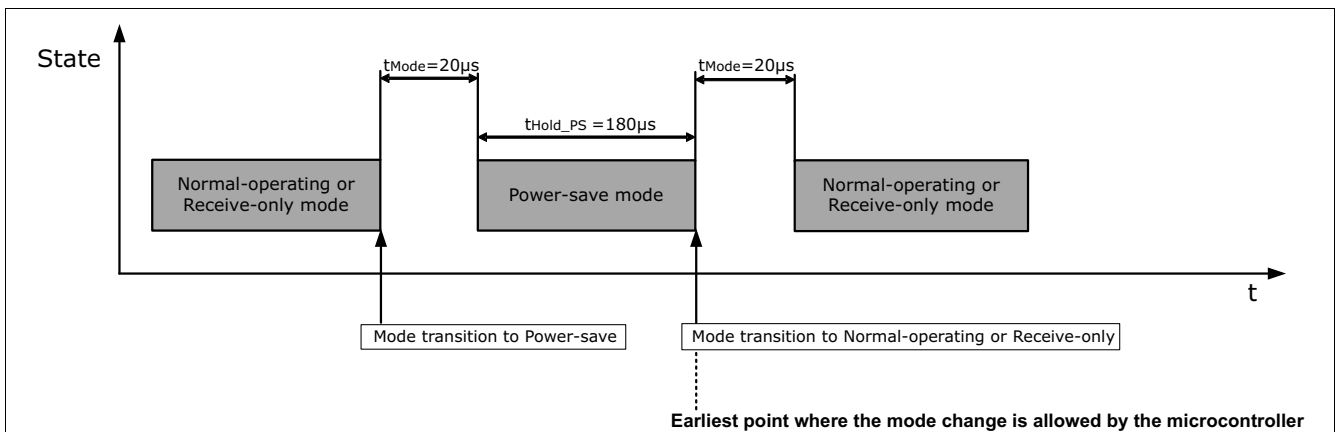 State
tMode=20µs
tMode=20µs
tHold_PS =180µs
Normal-operating or
Receive-only mode
Power-save mode
Normal-operating or
Receive-only mode
t
Mode transition to Power-save
Mode transition to Normal-operating or Receive-only
Earliest point where the mode change is allowed by the microcontroller